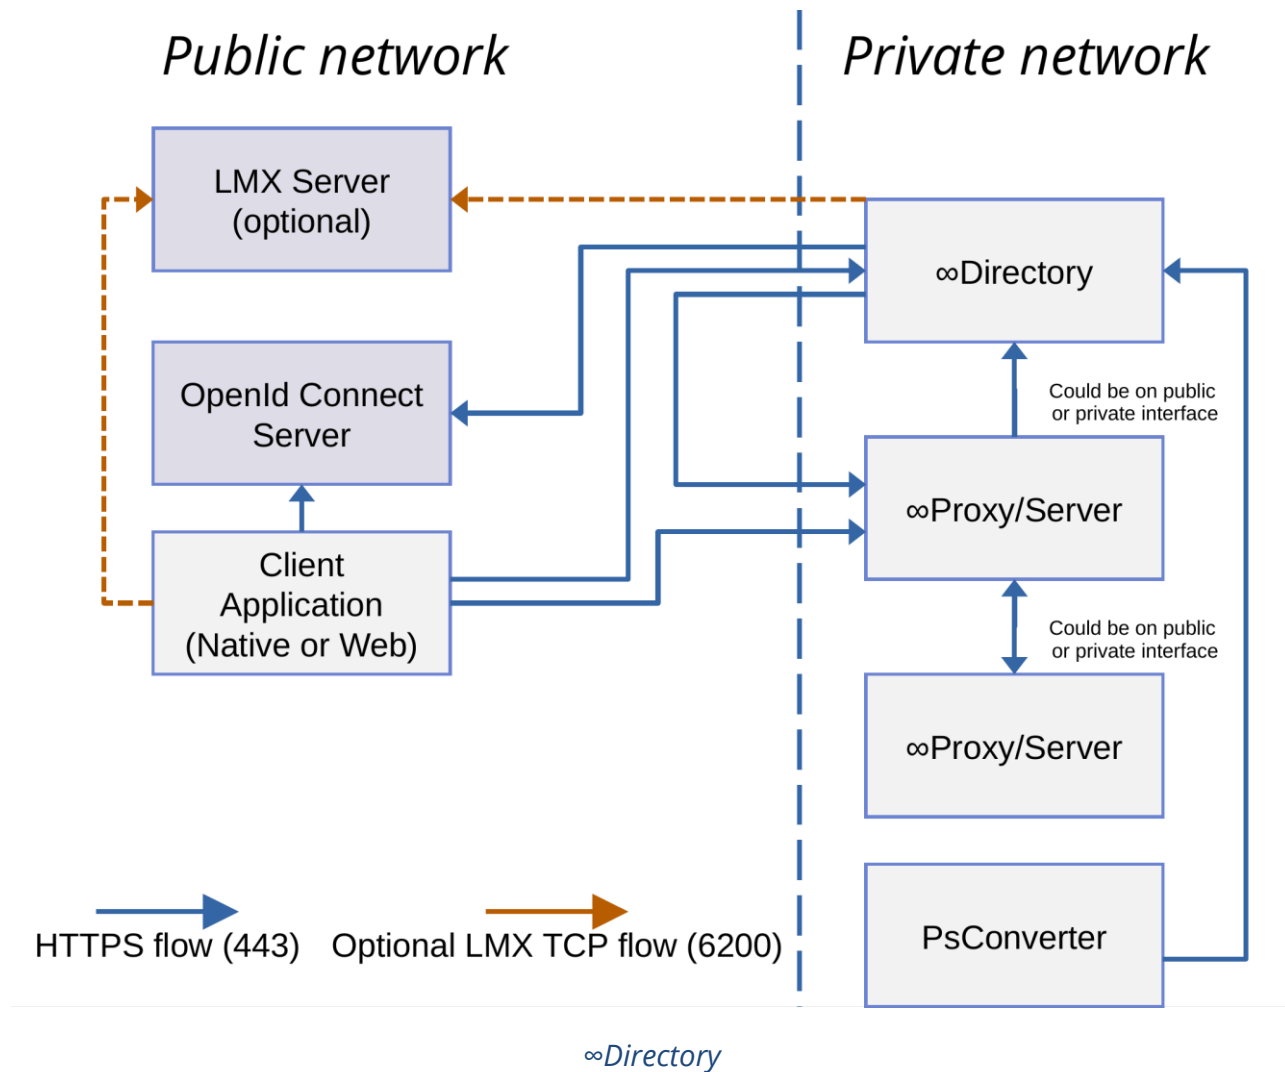 Public network
Private network
LMX Server
(optional)
∞Directory
OpenId Connect
Server
Could be on public
or private interface
∞Proxy/Server
Client
Application
(Native or Web)
Could be on public
or private interface
∞Proxy/Server
PsConverter
HTTPS flow (443)
Optional LMX TCP flow (6200)
∞Directory